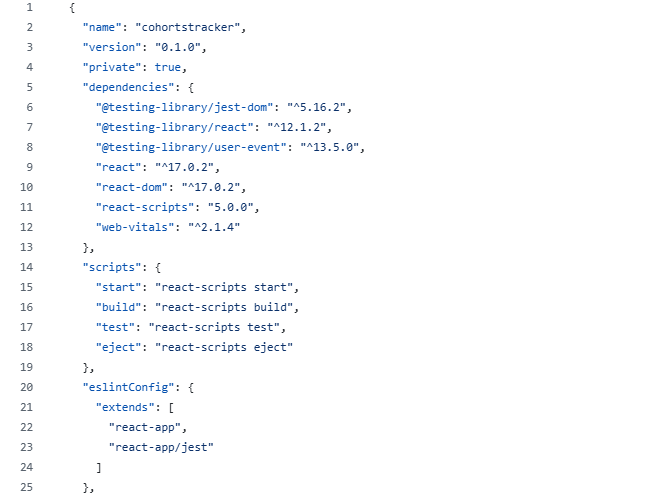 1 {
2 "name": "cohortstracker",
3 "version": "0.1.0",
4 "private": true,
5 "dependencies": {
6 "@testing-library/jest-dom": "^5.16.2",
7 "@testing-library/react": "^12.1.2",
8 "@testing-library/user-event": "^13.5.0",
9 "react": "^17.0.2",
10 "react-dom": "^17.0.2",
11 "react-scripts": "5.0.0",
12 "web-vitals": "^2.1.4"
13 },
14 "scripts": {
15 "start": "react-scripts start",
16 "build": "react-scripts build",
17 "test": "react-scripts test",
18 "eject": "react-scripts eject"
19 },
20 "eslintConfig": {
21 "extends": [
22 "react-app",
23 "react-app/jest"
24 ]
25 },